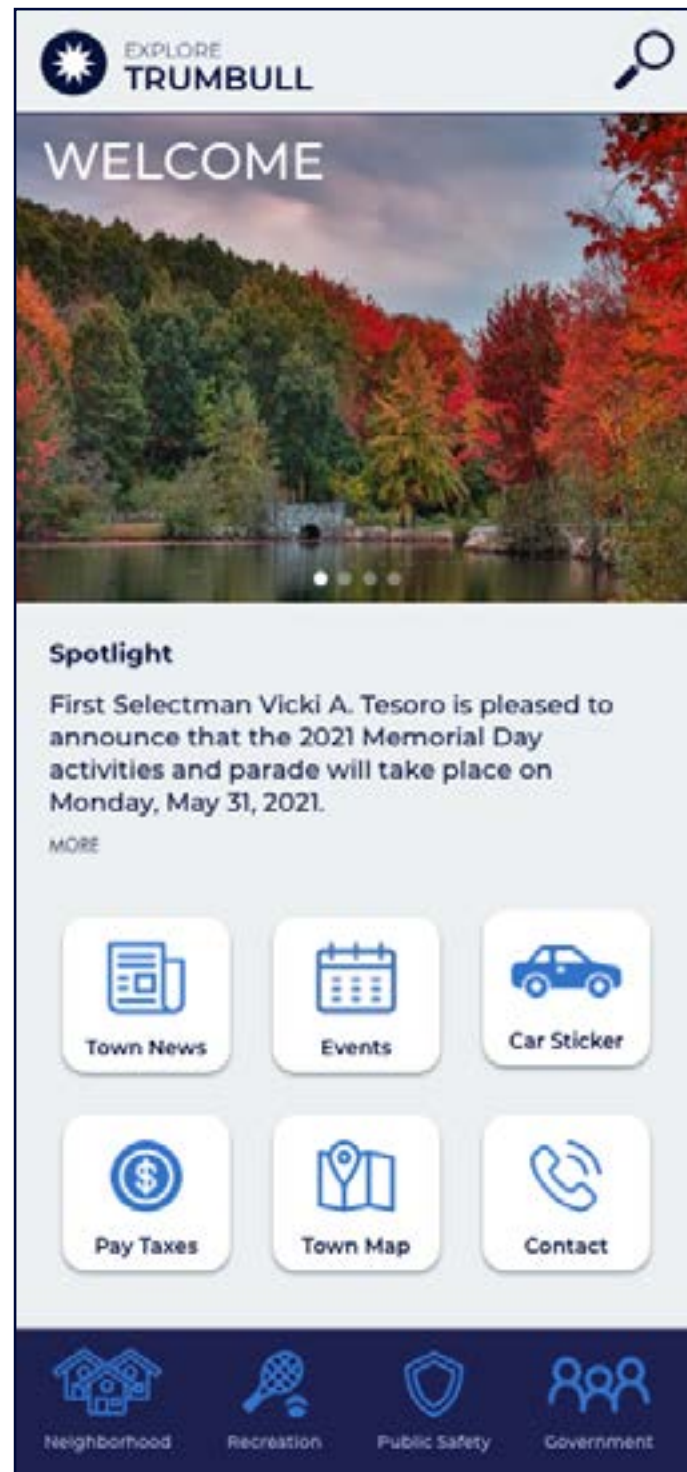 EXPLORE
TRUMBULL
WELCOME
Spotlight
First Selectman Vicki A. Tesoro is pleased to
announce that the 2021 Memorial Day
activities and parade will take place on
Monday, May 31, 2021.
MORE
Town News
Events
Car Sticker
Pay Taxes
Town Map
Contact
Neighborhood
Recreation
Public Safety
Government